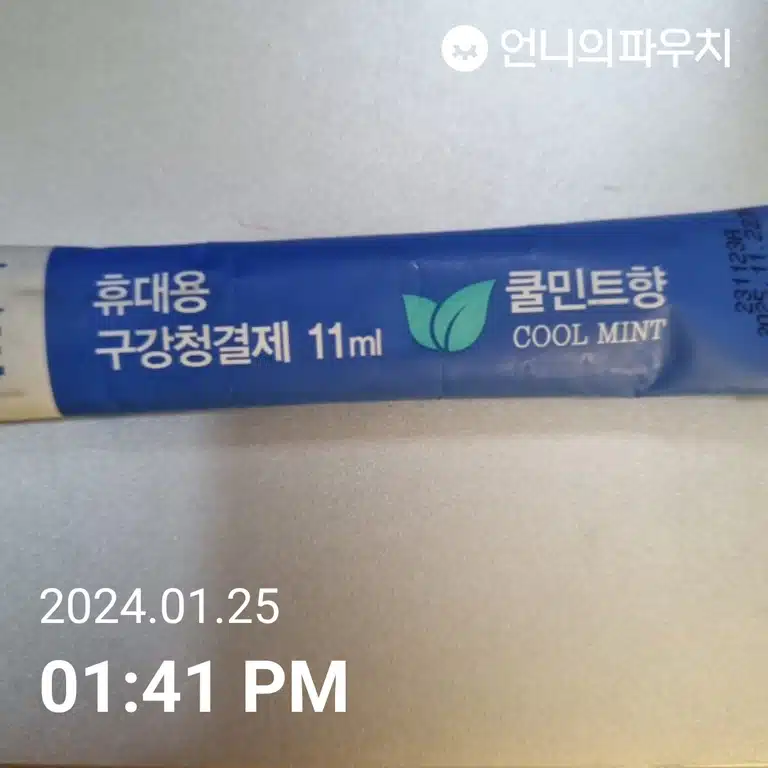 언니의파우치
휴대용
구강청결제 11ml
쿨민트향
COOL MINT
231123A
2024.01.25
01:41 PM